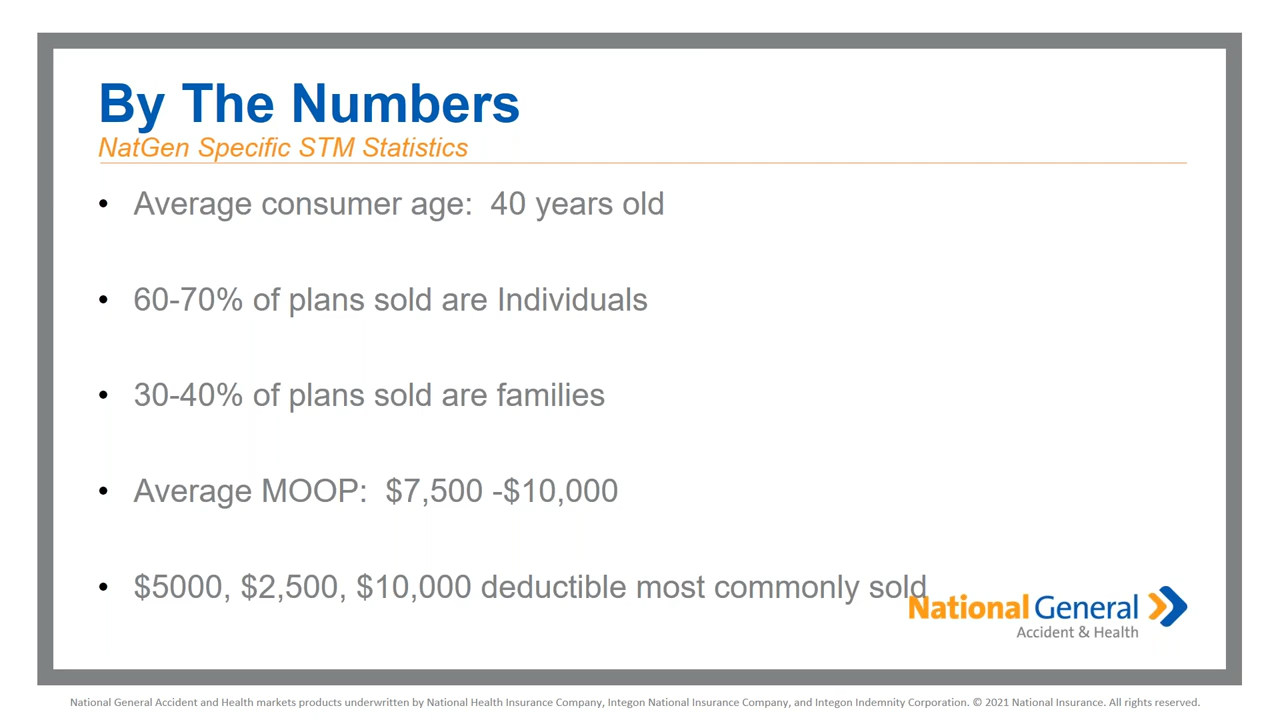 By The Numbers
NatGen Specific STM Statistics
• Average consumer age:  40 years old
• 60-70% of plans sold are Individuals
• 30-40% of plans sold are families
• Average MOOP:  $7,500 -$10,000
• $5000, $2,500, $10,000 deductible most commonly sold
National General
Accident & Health
National General Accident and Health markets products underwritten by National Health Insurance Company, Integon National Insurance Company, and Integon Indemnity Corporation. © 2021 National Insurance. All rights reserved.